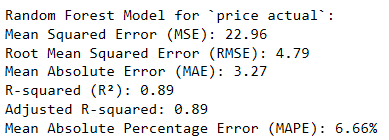 Random Forest Model for `price actual`:
Mean Squared Error (MSE): 22.96
Root Mean Squared Error (RMSE): 4.79
Mean Absolute Error (MAE): 3.27
R-squared (R²): 0.89
Adjusted R-squared: 0.89
Mean Absolute Percentage Error (MAPE): 6.66%